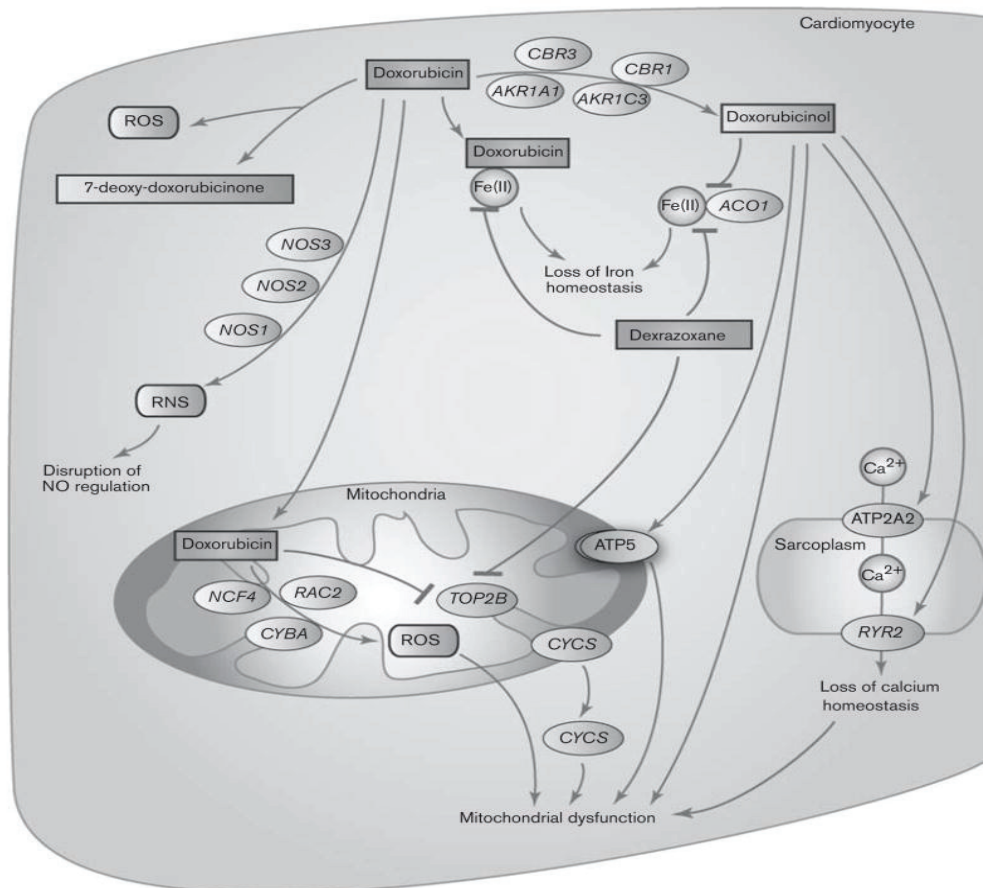 Cardiomyocyte
CBR3
CBR1
Doxorubicin
AKR1A1
AKR1C3
ROS
Doxorubicinol
Doxorubicin
7-deoxy-doxorubicinone
Fe(II)
Fe(II)
ACO1
NOS3
Loss of Iron
homeostasis
NOS2
NOS1
Dexrazoxane
RNS
Disruption of
NO regulation
Ca2+
Mitochondria
ATP2A2
Doxorubicin
ATP5
Sarcoplasm
Ca2+
NCF4
RAC2
TOP2B
CYBA
ROS
CYCS
RYR2
Loss of calcium
homeostasis
CYCS
Mitochondrial dysfunction